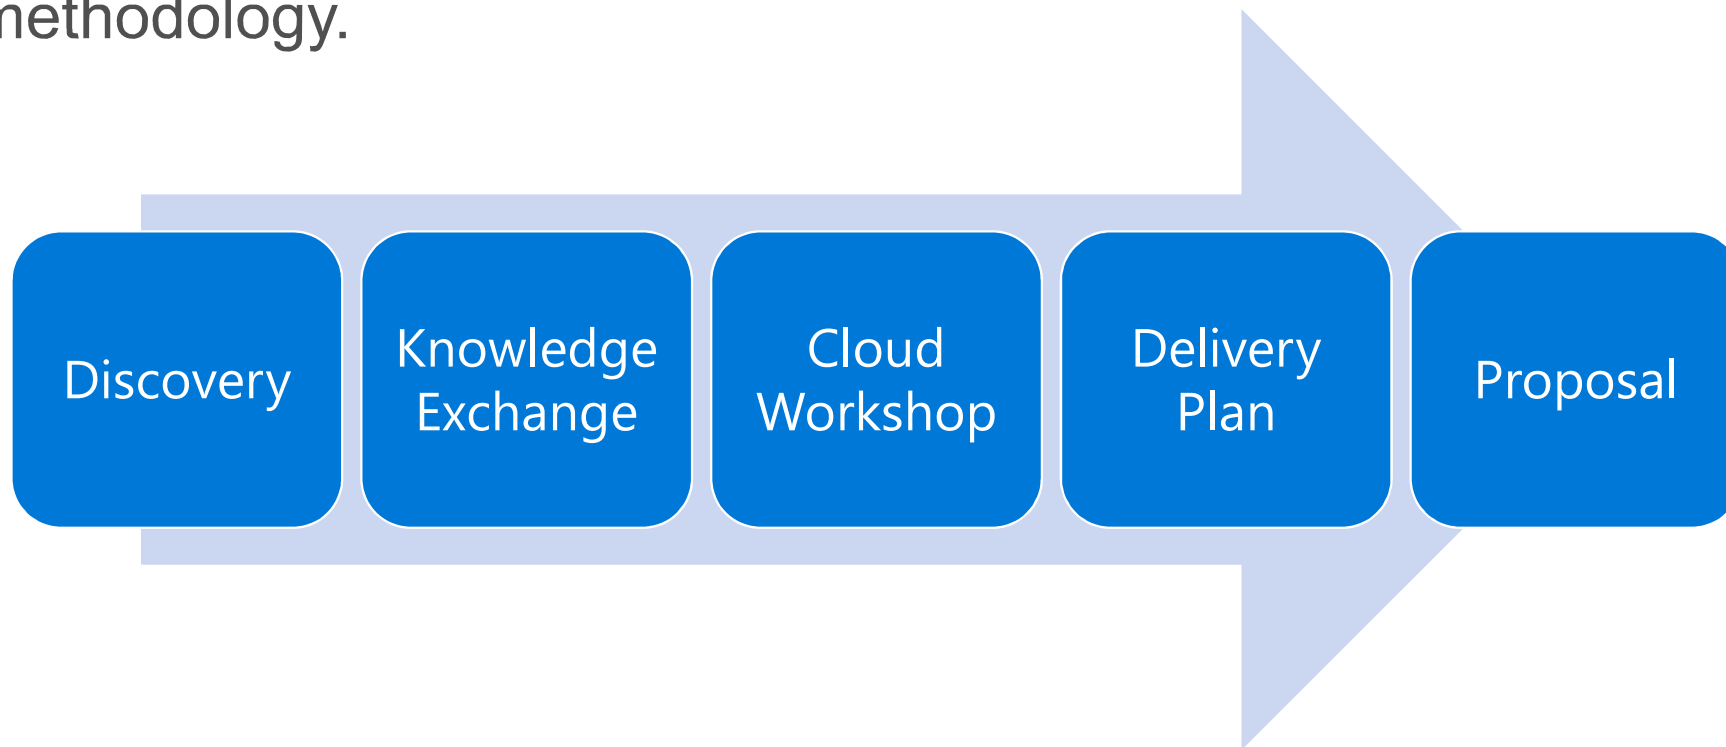 methodology.
Discovery
Knowledge
Exchange
Cloud
Workshop
Delivery
Plan
Proposal